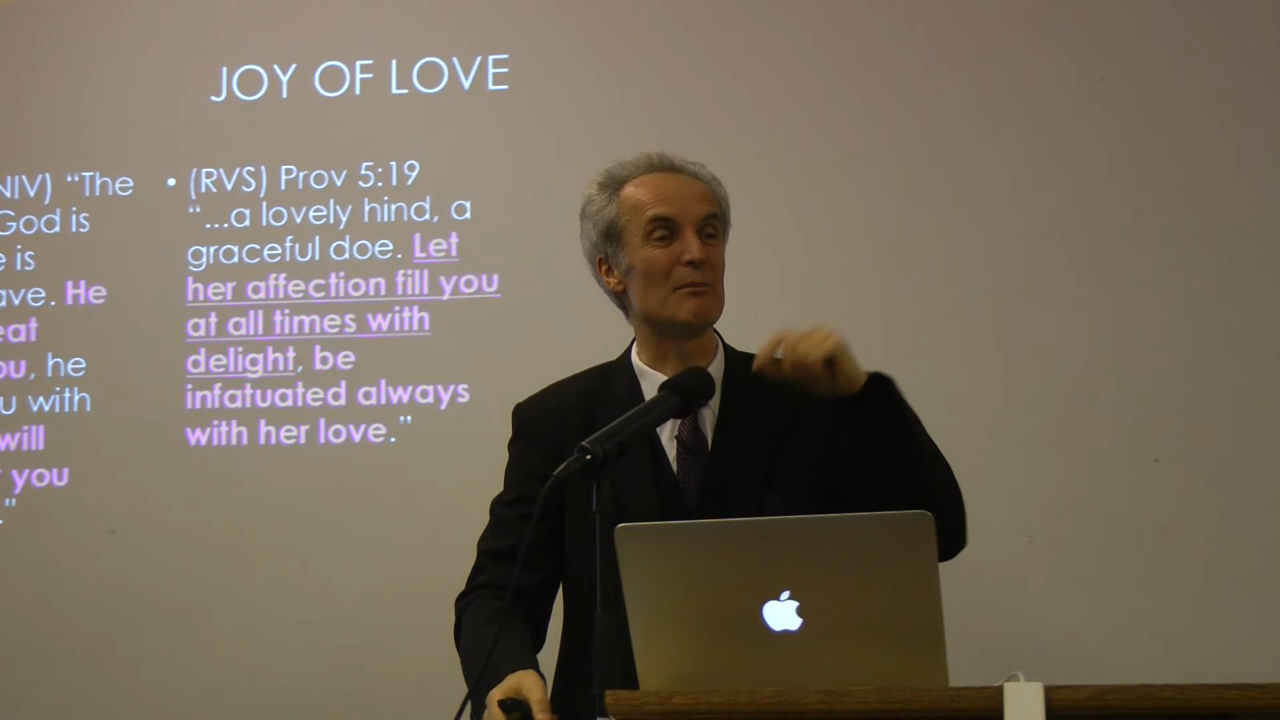 JOY OF LOVE
NIV) “The
God is
e is
ave. He
eat
ou, he
u with
will
you
."
• (RVS) Prov 5:19
“...a lovely hind, a
graceful doe. Let
her affection fill you
at all times with
delight, be
infatuated always
with her love."